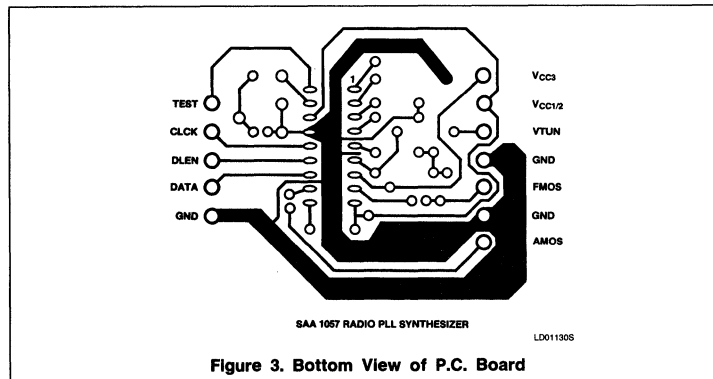 1
TEST
CLCK
DLEN
DATA
GND
VCC3
VCC1/2
VTUN
GND
FMOS
GND
AMOS
SAA 1057 RADIO PLL SYNTHESIZER
LD01130S
Figure 3. Bottom View of P.C. Board